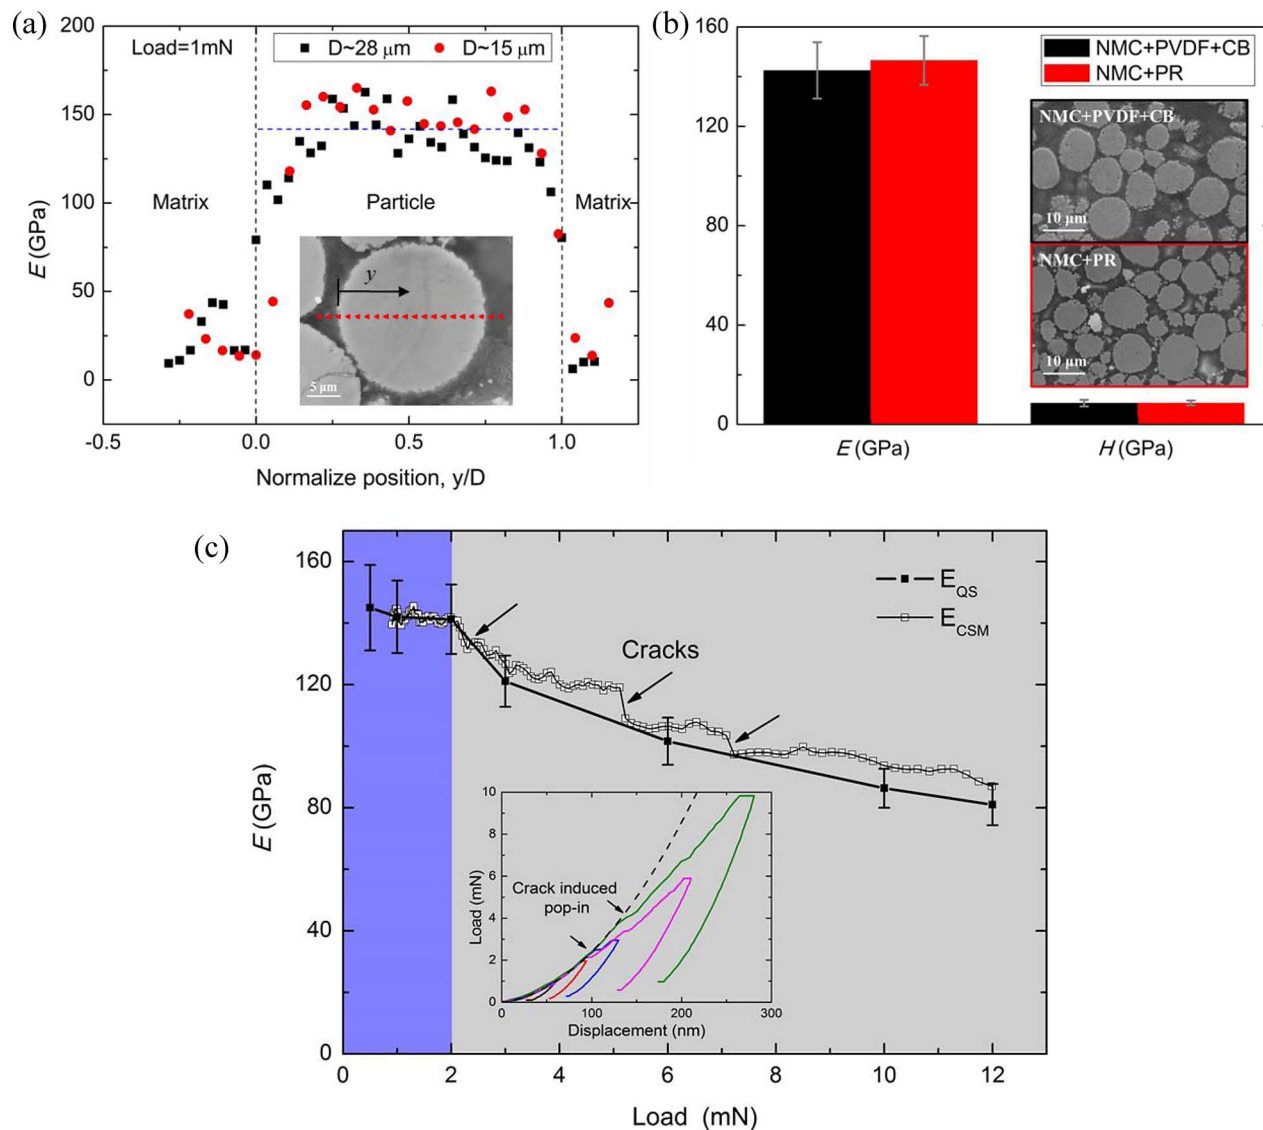 (a)
Load=1mN
D~28 μm
D~15 μm
Matrix
Particle
Matrix
y
5 μm
200
150
100
50
0
E (GPa)
-0.5
0.0
0.5
1.0
Normalize position, y/D
(b)
160
120
80
40
0
NMC+PVDF+CB
NMC+PR
NMC+PVDF+CB
10 μm
NMC+PR
10 μm
E (GPa)
H (GPa)
(c)
160
120
80
40
0
E (GPa)
E_QS
E_CSM
Cracks
10
8
6
4
2
0
Load (mN)
Crack induced
pop-in
0
100
200
300
Displacement (nm)
0
2
4
6
8
10
12
Load (mN)